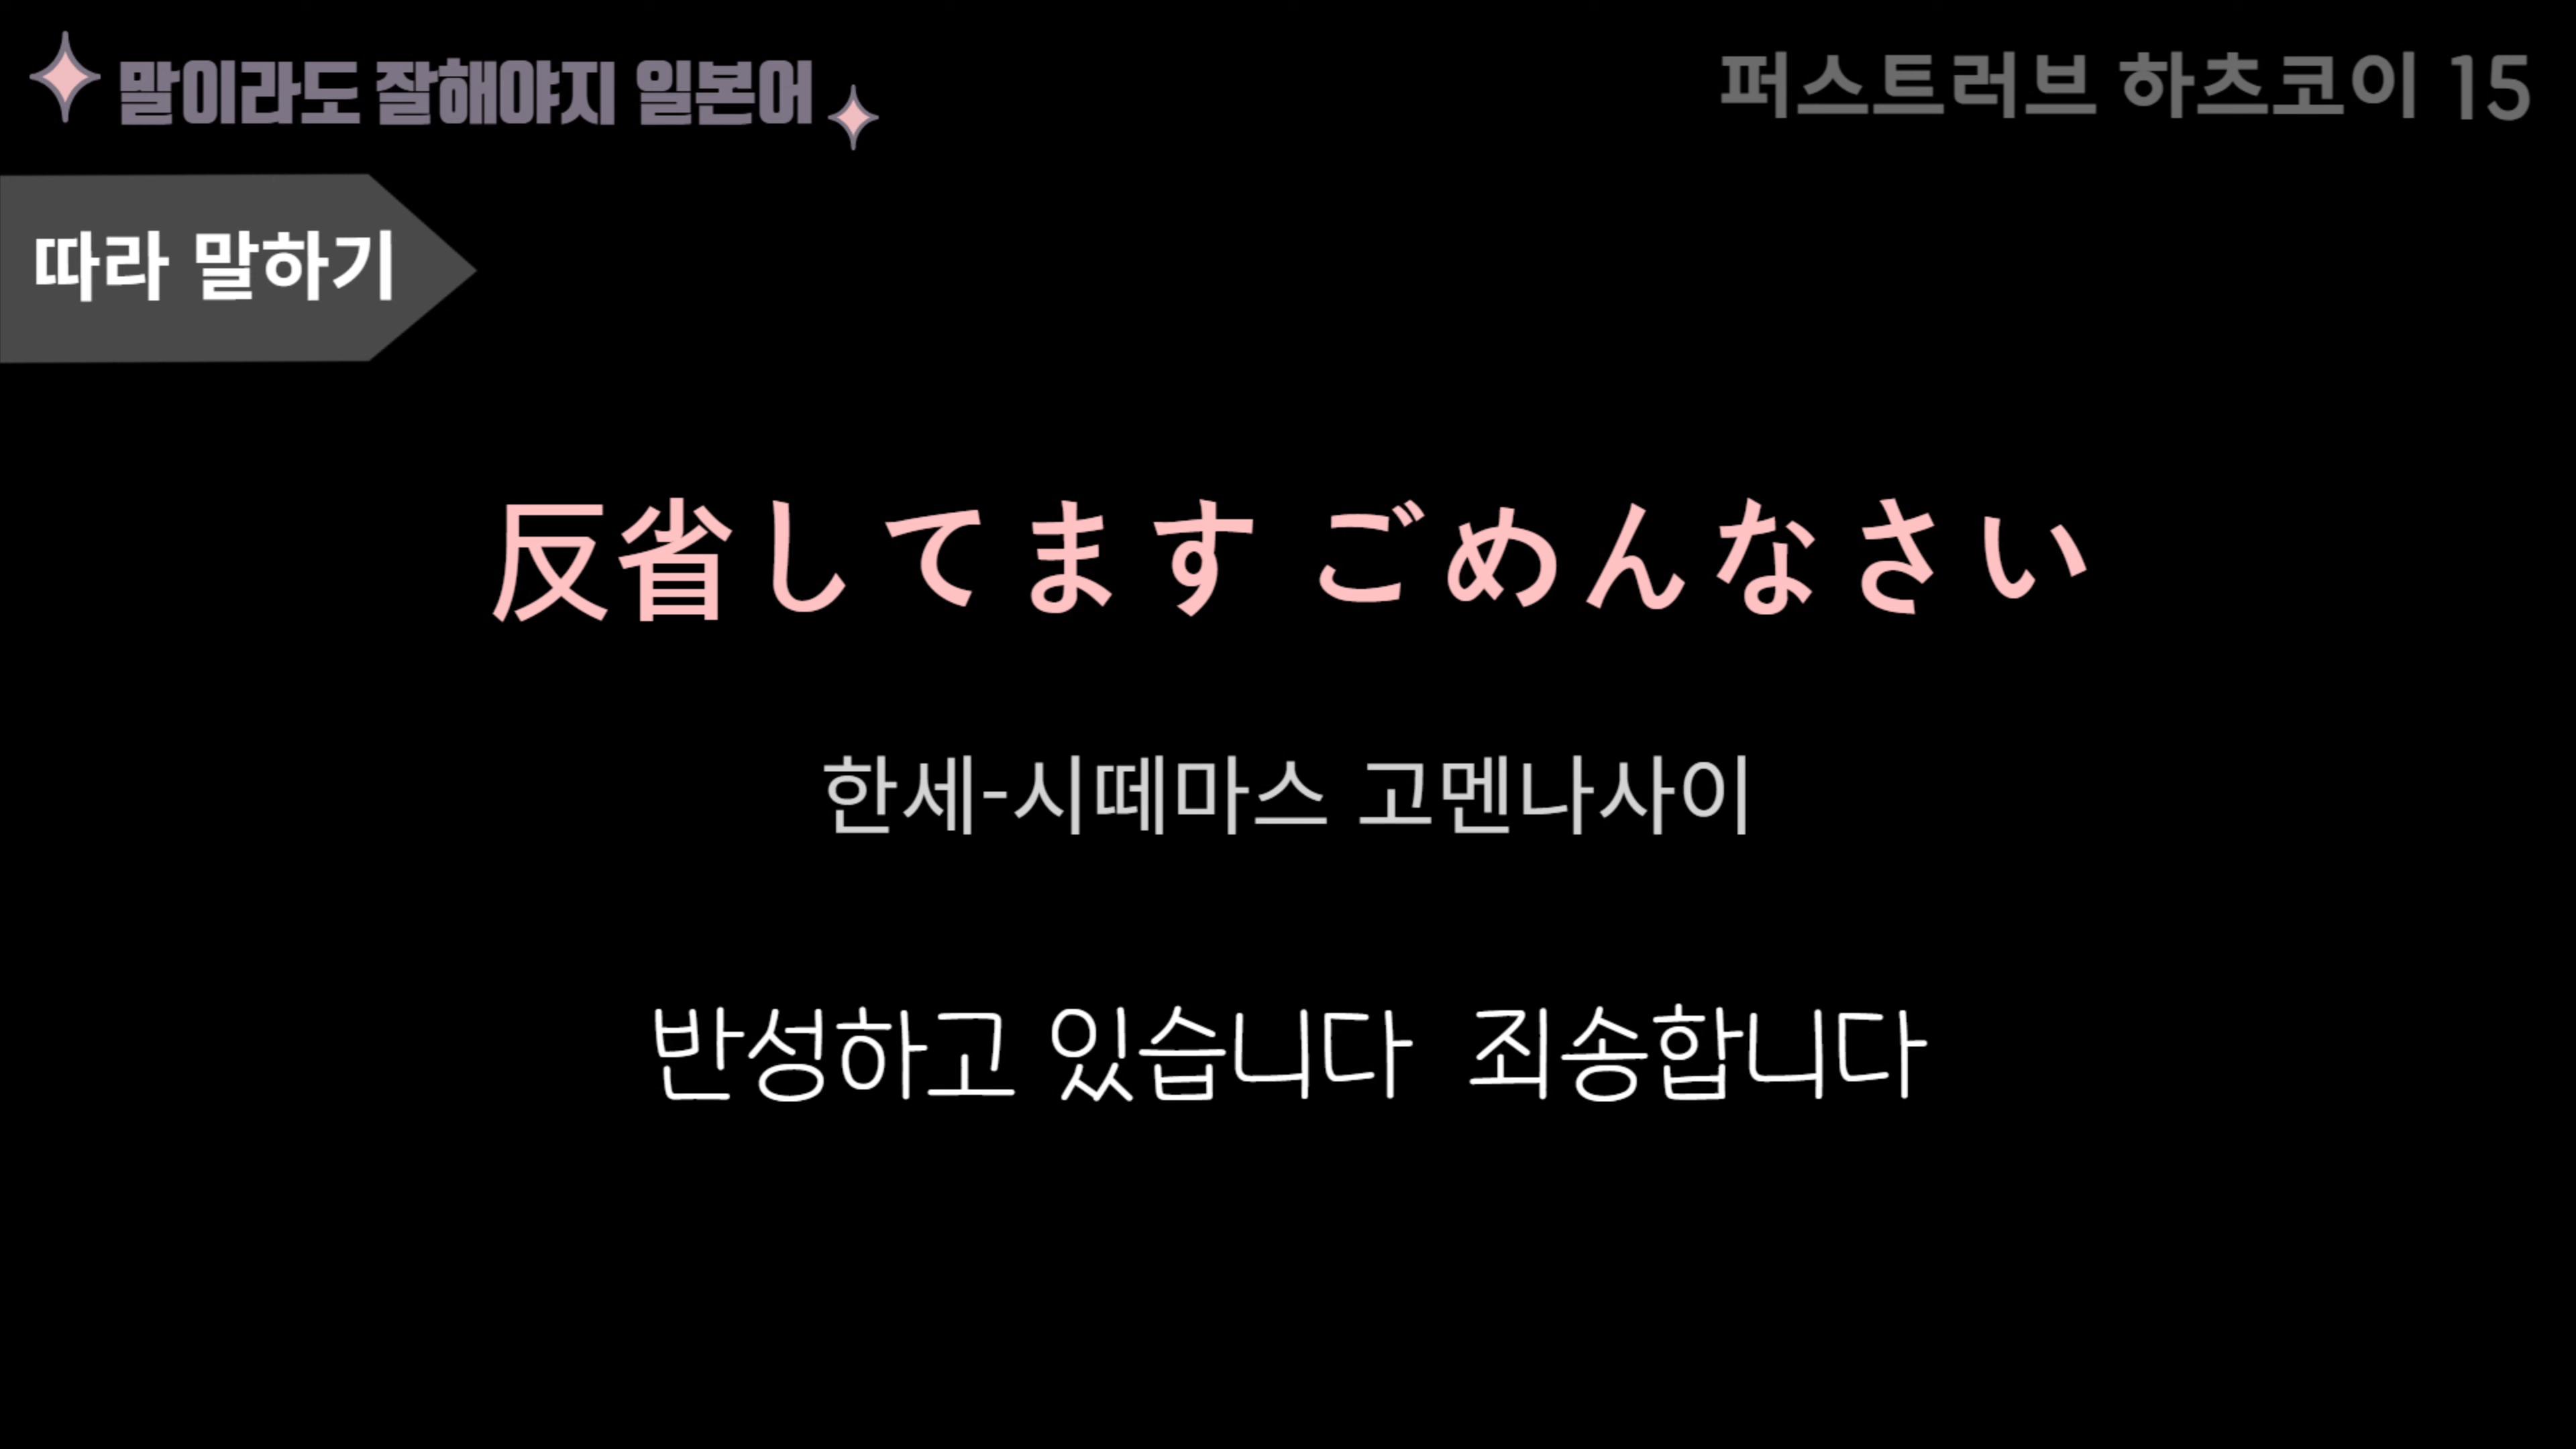 말이라도 잘해야지 일본어
퍼스트러브 하츠코이 15
따라 말하기
反省してます ごめんなさい
한세-시떼마스 고멘나사이
반성하고 있습니다 죄송합니다